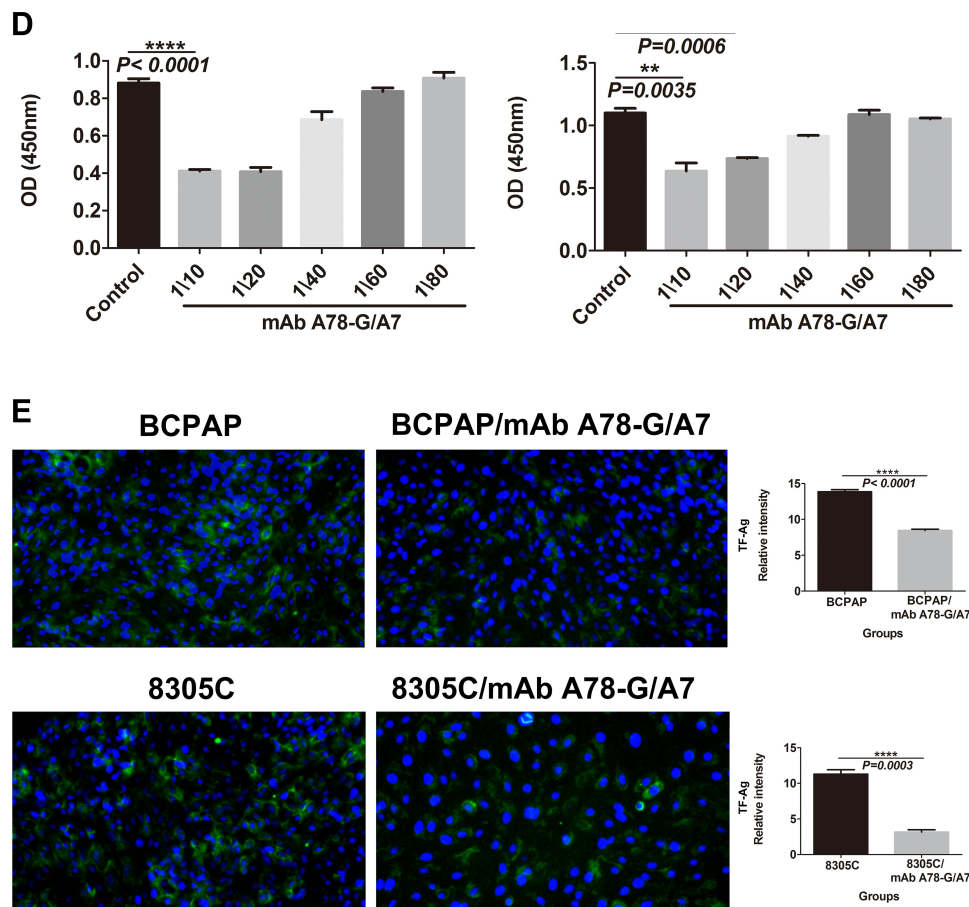 D
****
P< 0.0001
OD (450nm)
1.0
0.8
0.6
0.4
0.2
0.0
Control
1\10
1\20
1\40
1\60
1\80
mAb A78-G/A7
P=0.0006
**
P=0.0035
OD (450nm)
1.5
1.0
0.5
0.0
Control
1\10
1\20
1\40
1\60
1\80
mAb A78-G/A7
E
BCPAP
BCPAP/mAb A78-G/A7
****
P< 0.0001
TF-Ag
Relative intensity
15
10
5
0
BCPAP
BCPAP/
mAb A78-G/A7
Groups
8305C
8305C/mAb A78-G/A7
****
P=0.0003
TF-Ag
Relative intensity
15
10
5
0
8305C
8305C/
mAb A78-G/A7
Groups